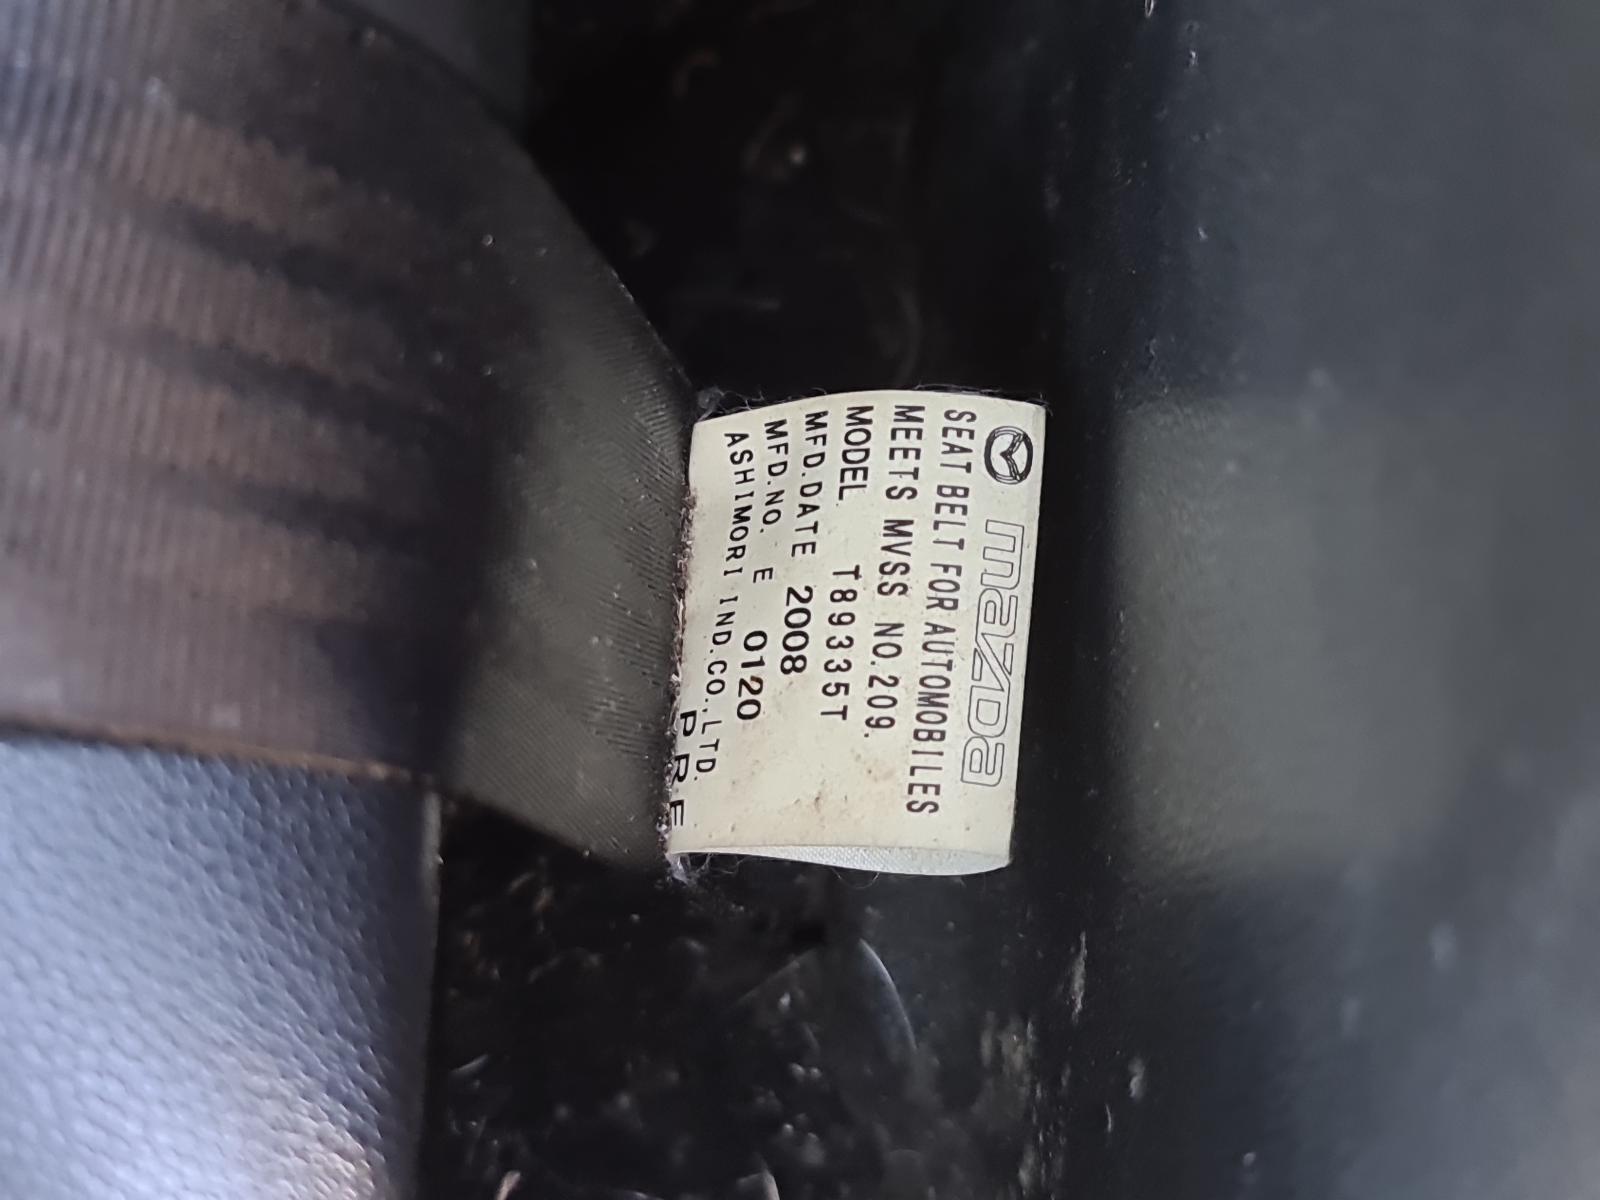 mazda
SEAT BELT FOR AUTOMOBILES
MEETS MVSS NO.209.
MODEL. T89335T
MFD.DATE 2008
MFD.NO. E 0120
ASHIMORI IND.CO.,LTD.
PRE